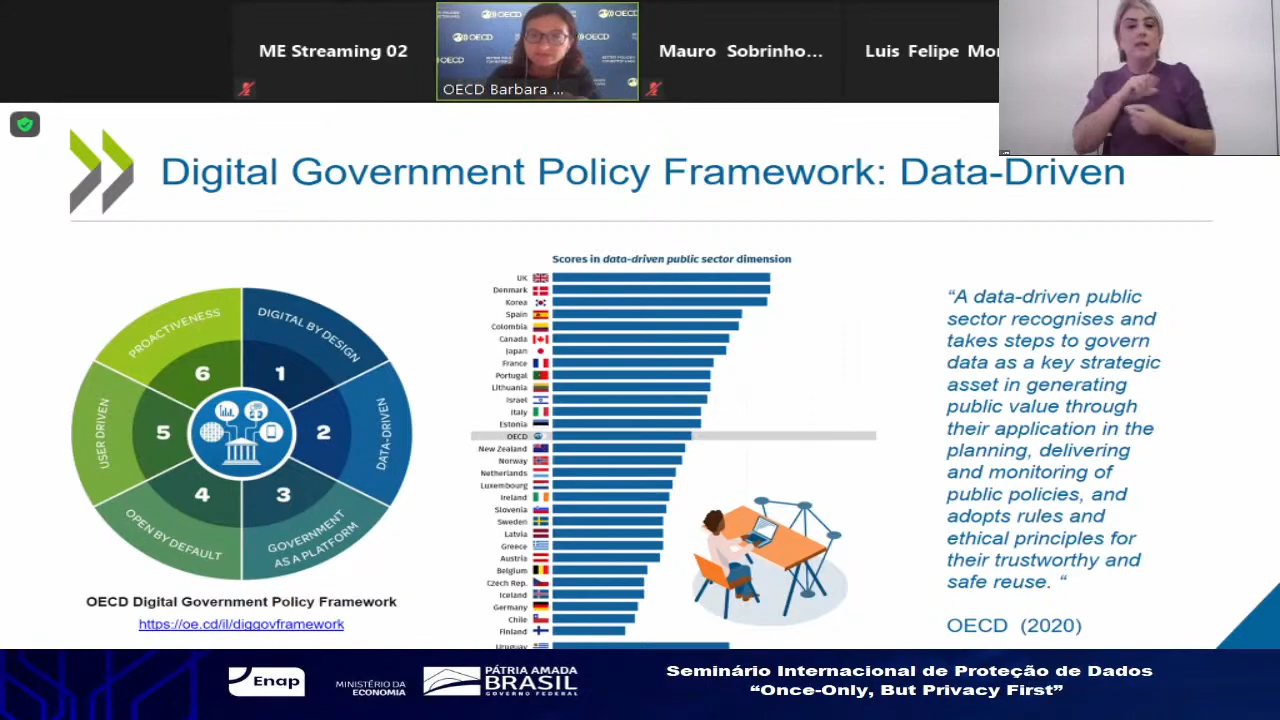 ME Streaming 02
OECD
OECD
OECD
OECD
OECD Barbara ...
Mauro Sobrinho...
Luis Felipe Mor
Digital Government Policy Framework: Data-Driven
PROACTIVENESS
DIGITAL BY DESIGN
6
1
USER DRIVEN
5
2
DATA-DRIVEN
4
3
OPEN BY DEFAULT
GOVERNMENT
AS A PLATFORM
OECD Digital Government Policy Framework
https://oe.cd/il/diggovframework
Scores in data-driven public sector dimension
UK
Denmark
Korea
Spain
Colombia
Canada
Japan
France
Portugal
Lithuania
Israel
Italy
Estonia
OECD
New Zealand
Norway
Netherlands
Luxembourg
Ireland
Slovenia
Sweden
Latvia
Greece
Austria
Belgium
Czech Rep.
Iceland
Germany
Chile
Finland
Uruguay
“A data-driven public
sector recognises and
takes steps to govern
data as a key strategic
asset in generating
public value through
their application in the
planning, delivering
and monitoring of
public policies, and
adopts rules and
ethical principles for
their trustworthy and
safe reuse. “
OECD (2020)
Enap
MINISTÉRIO DA
ECONOMIA
PÁTRIA AMADA
BRASIL
GOVERNO FEDERAL
Seminário Internacional de Proteção de Dados
“Once-Only, But Privacy First”